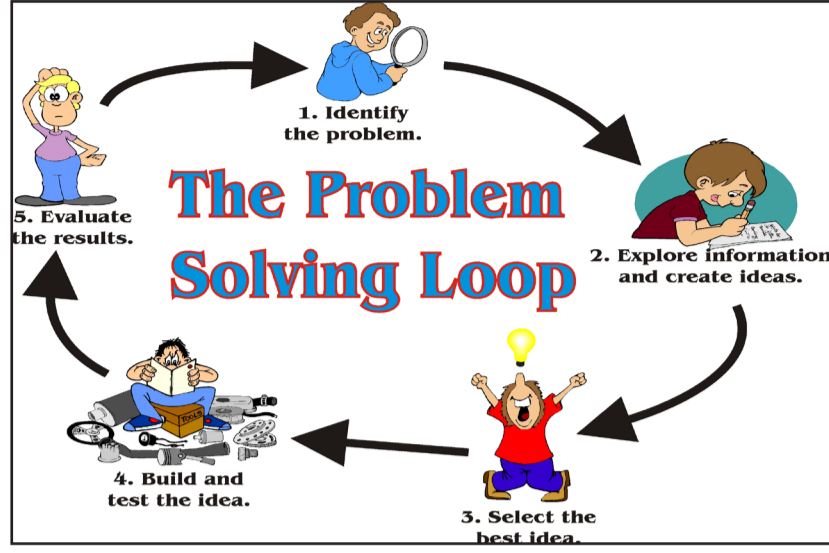 The Problem
Solving Loop
1. Identify
the problem.
2. Explore information
and create ideas.
3. Select the
best idea.
4. Build and
test the idea.
TOOLS
5. Evaluate
the results.